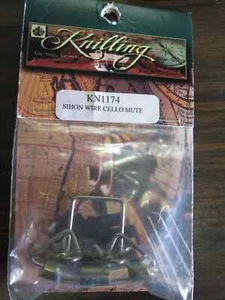 Knilling
KN1174
SIHON WIRE CELLO MUTE